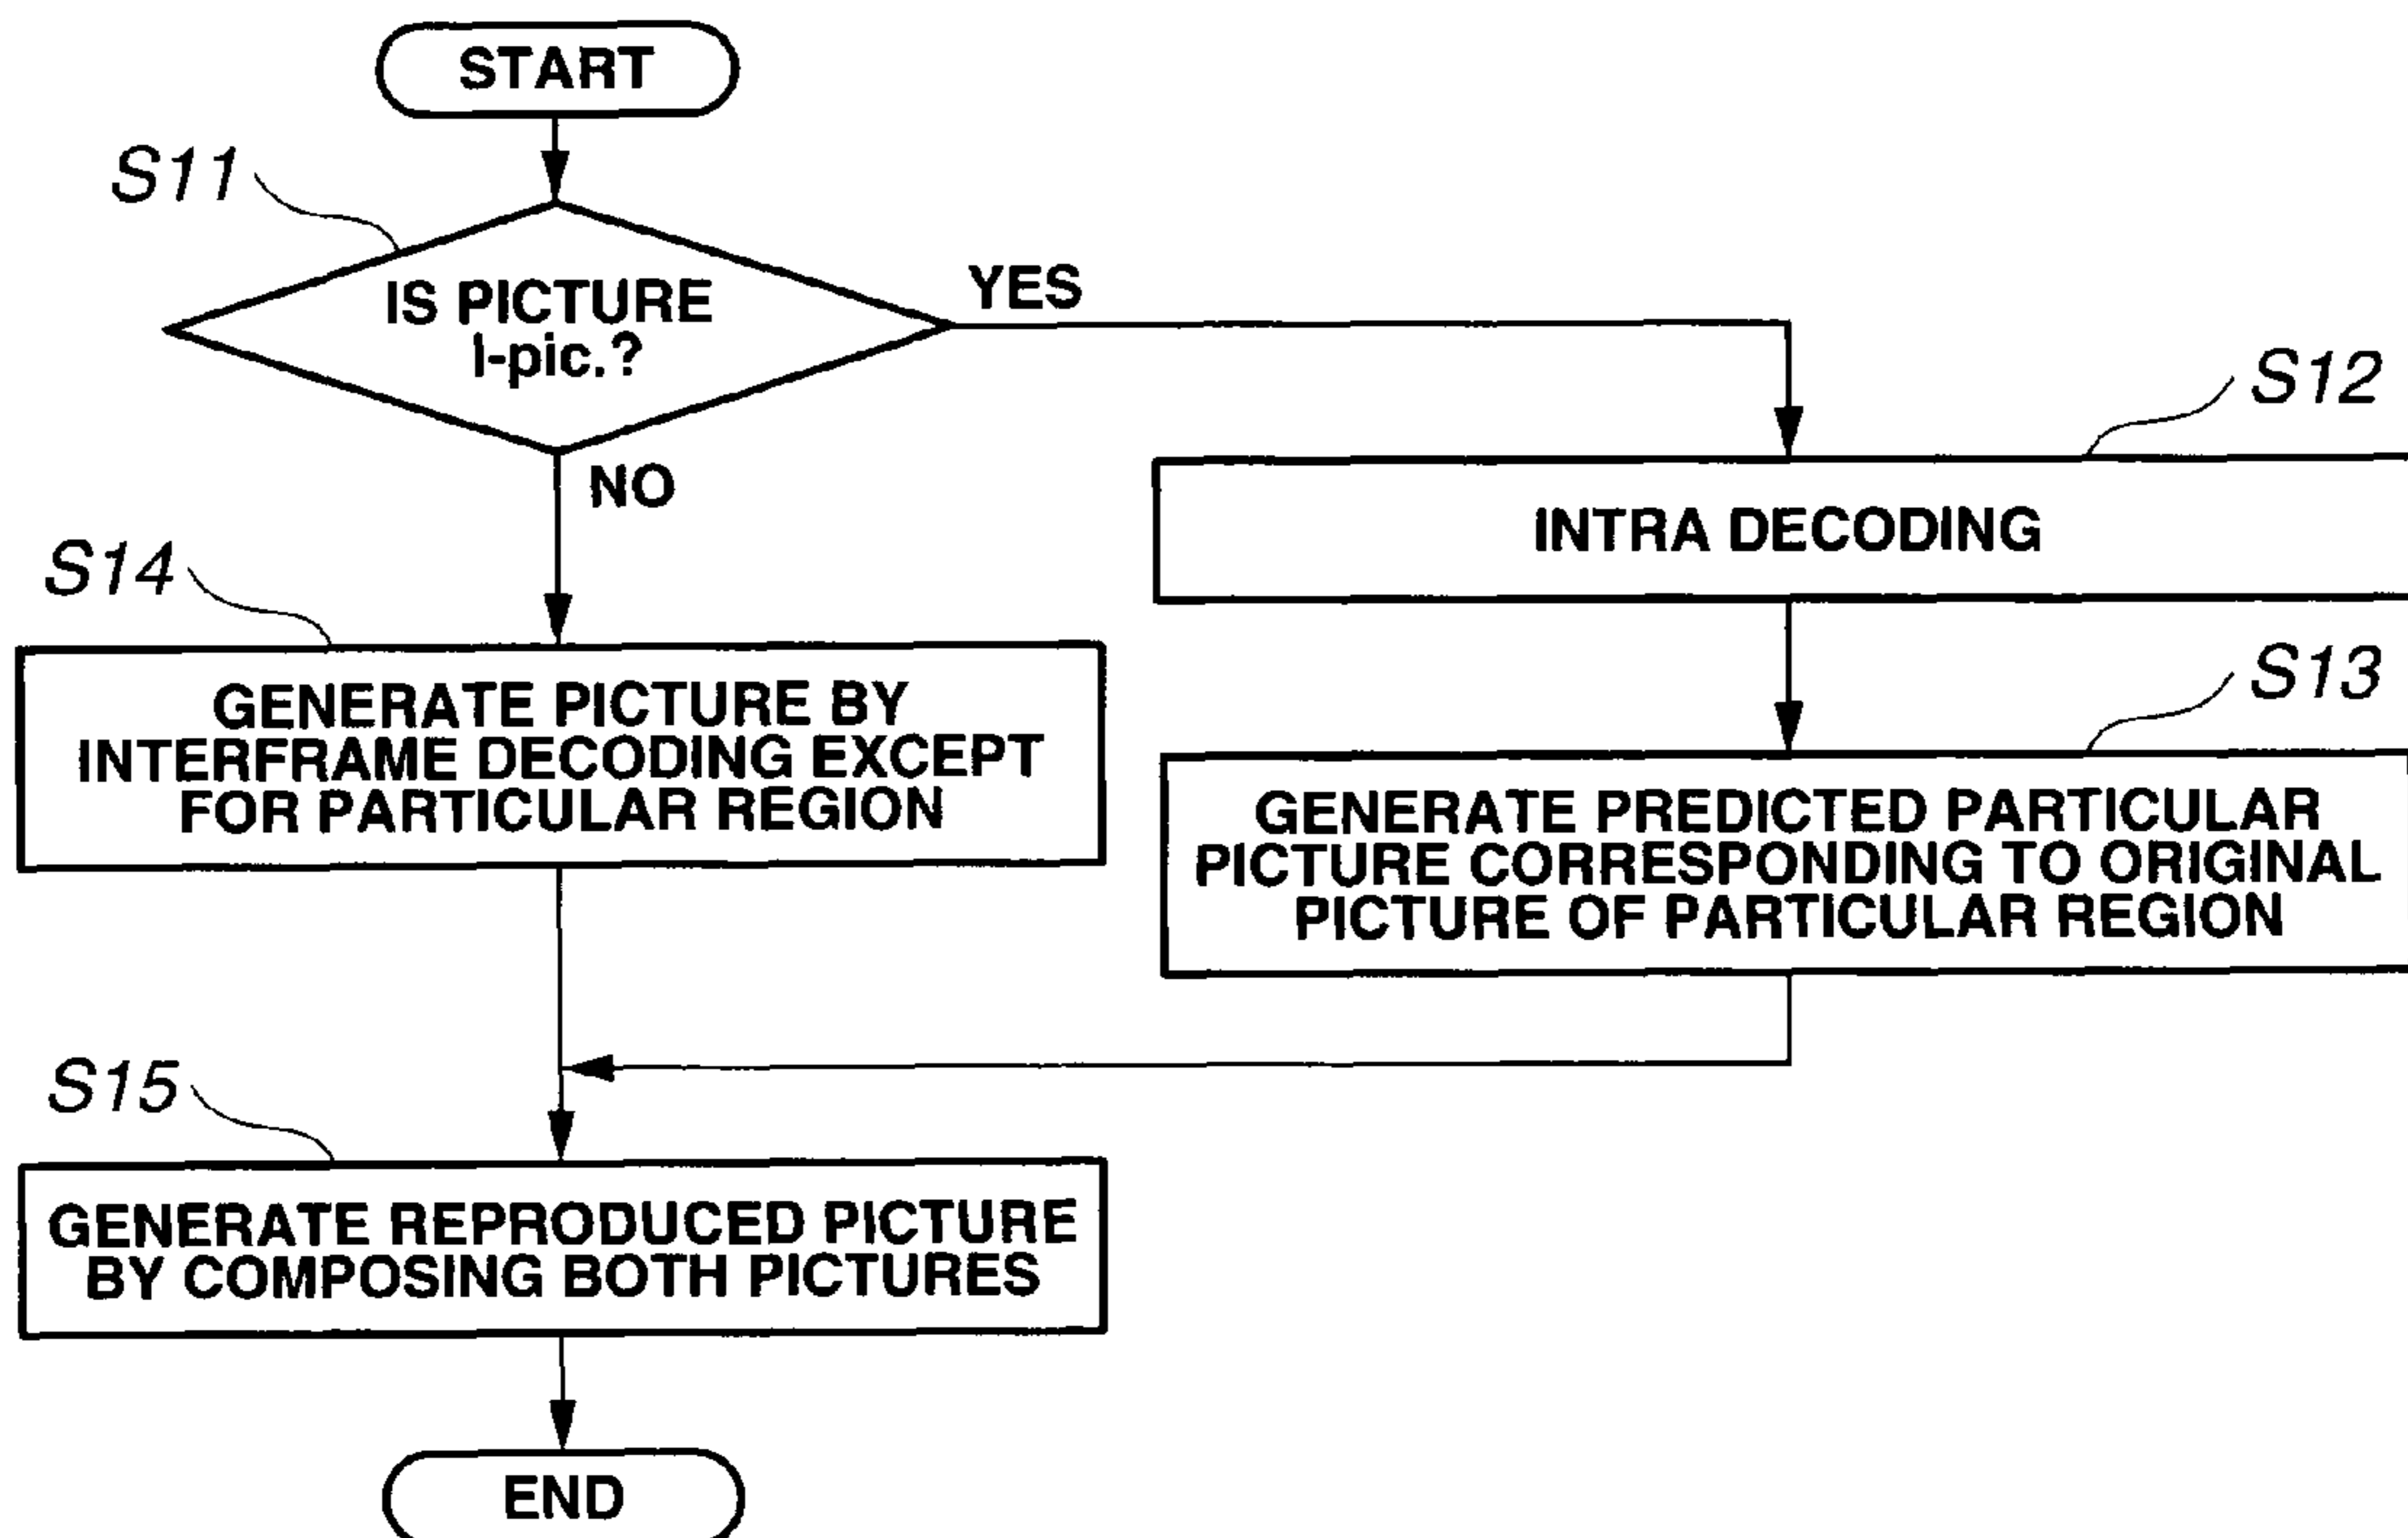 START
S11
IS PICTURE
I-pic.?
YES
NO
S12
INTRA DECODING
S13
GENERATE PREDICTED PARTICULAR
PICTURE CORRESPONDING TO ORIGINAL
PICTURE OF PARTICULAR REGION
S14
GENERATE PICTURE BY
INTERFRAME DECODING EXCEPT
FOR PARTICULAR REGION
S15
GENERATE REPRODUCED PICTURE
BY COMPOSING BOTH PICTURES
END